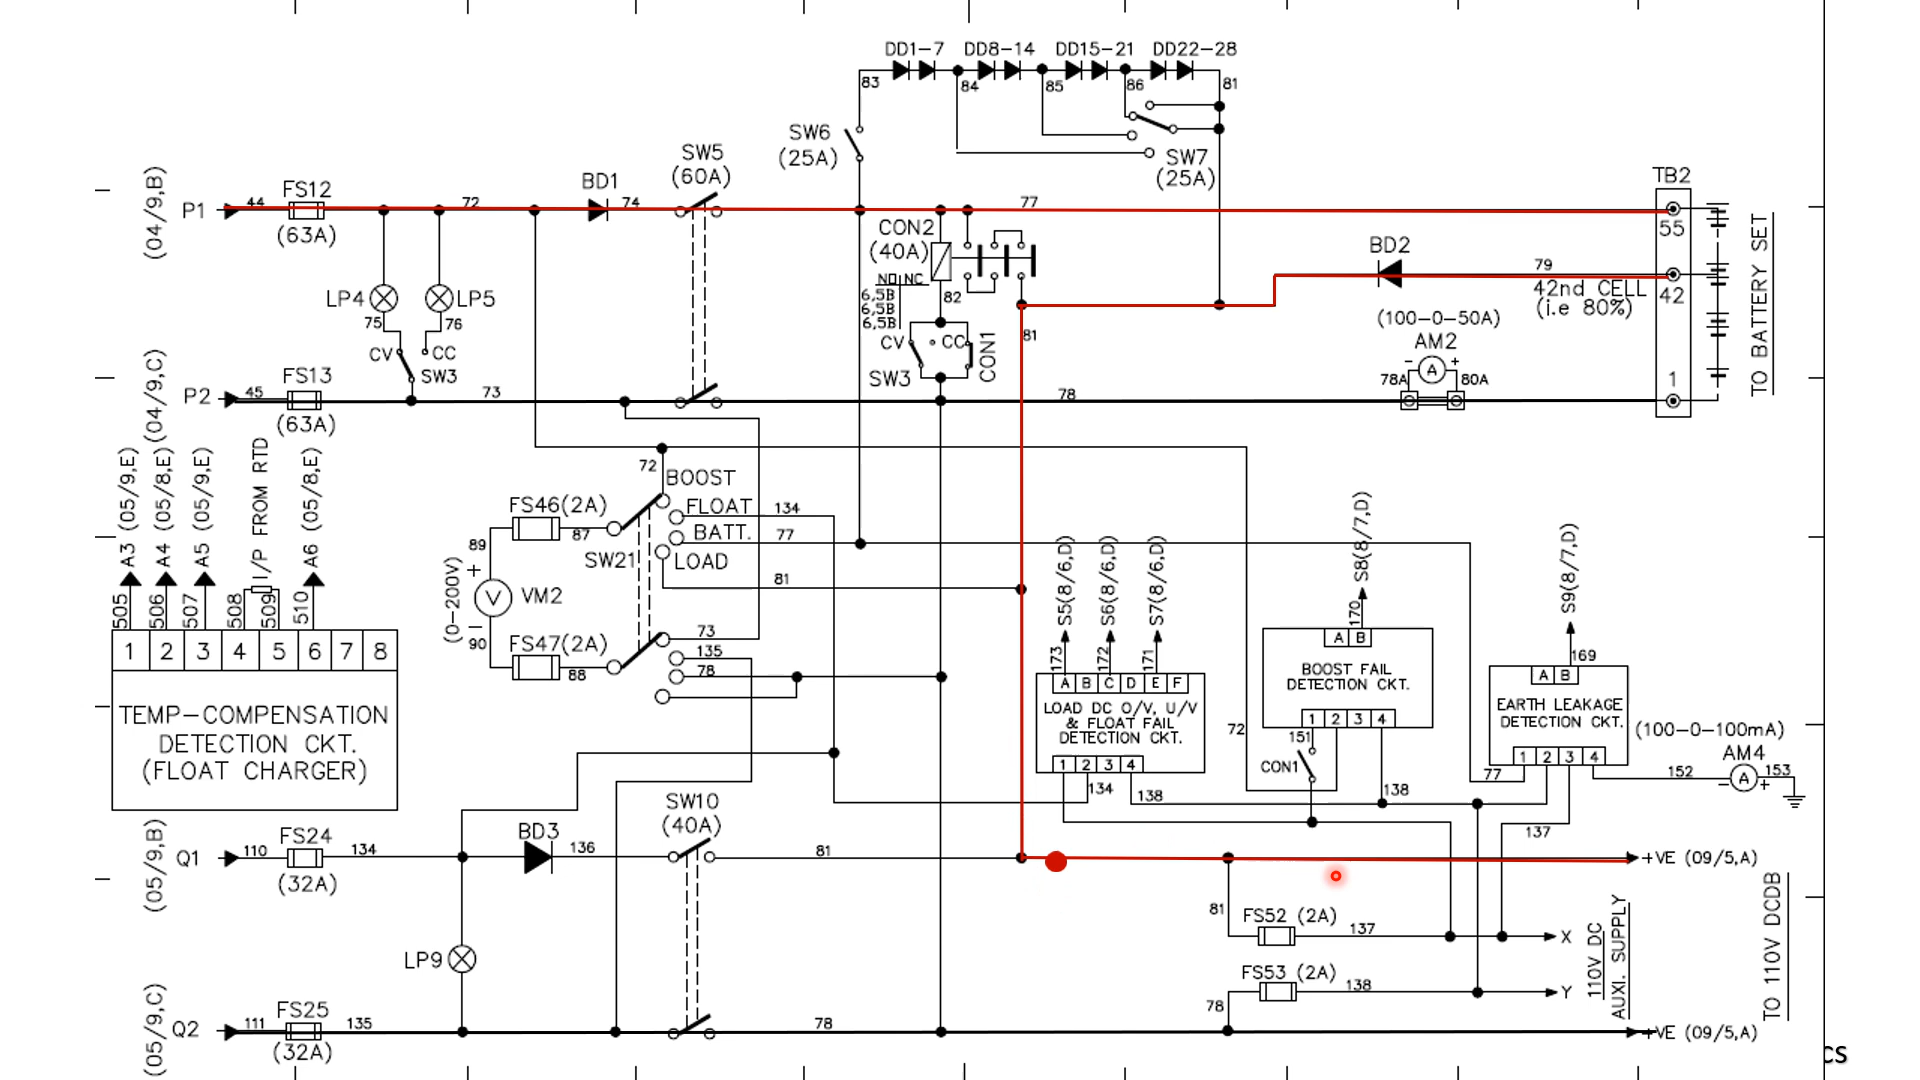 DD1-7 DD8-14 DD15-21 DD22-28
83 84 85 86 81
SW6
(25A)
SW7
(25A)
SW5
(60A)
(04/9,B)
P1 44 FS12 72 BD1 74 77
(63A)
TB2
55
42
1
TO BATTERY SET
BD2
79
42nd CELL
(i.e 80%)
CON2
(40A)
NO NC
6,5B
6,5B
6,5B
82
81
LP4 LP5
75 76
CV CC
SW3
CV CC
SW3
CON1
(100-0-50A)
AM2
- +
A
78A 80A
(04/9,C)
P2 45 FS13 73 78
(63A)
A3 (05/9,E)
A4 (05/8,E)
A5 (05/9,E)
I/P FROM RTD
A6 (05/8,E)
505 506 507 508 509 510
1 2 3 4 5 6 7 8
TEMP-COMPENSATION
DETECTION CKT.
(FLOAT CHARGER)
72
BOOST
FLOAT 134
BATT. 77
LOAD
81
FS46(2A)
87
89
SW21
(0-200V)
+
V
VM2
-
90
FS47(2A)
88
73
135
78
S5(8/6,D)
S6(8/6,D)
S7(8/6,D)
173 172 171
A B C D E F
LOAD DC O/V, U/V
& FLOAT FAIL
DETECTION CKT.
1 2 3 4
134
138
S8(8/7,D)
170
A B
BOOST FAIL
DETECTION CKT.
1 2 3 4
151
CON1
72
138
S9(8/7,D)
169
A B
EARTH LEAKAGE
DETECTION CKT.
1 2 3 4
77
137
(100-0-100mA)
AM4
152 - A + 153
SW10
(40A)
(05/9,B)
Q1 110 FS24 134 BD3 136 81 +VE (09/5,A)
(32A)
LP9
81 FS52 (2A) 137 X
FS53 (2A)
78 138 Y
110V DC
AUXI. SUPPLY
TO 110V DCDB
(05/9,C)
Q2 111 FS25 135 78 +VE (09/5,A)
(32A)
cs